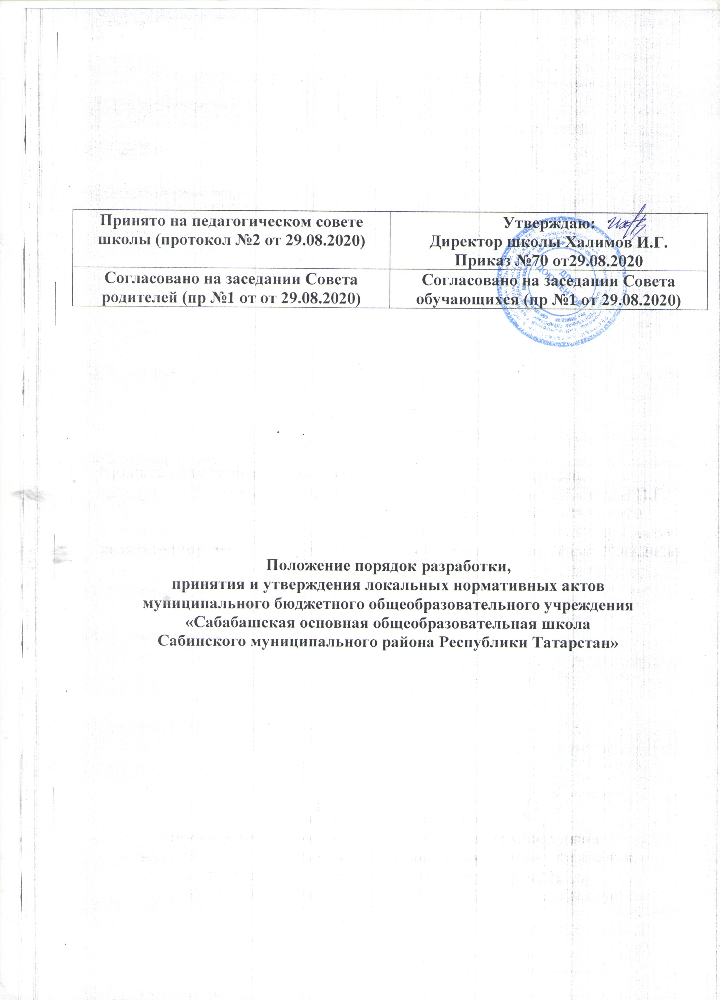 Принято на педагогическом совете
школы (протокол №2 от 29.08.2020)
Утверждаю:
Директор школы Халимов И.Г.
Приказ №70 от29.08.2020
Согласовано на заседании Совета
родителей (пр №1 от от 29.08.2020)
Согласовано на заседании Совета
обучающихся (пр №1 от 29.08.2020)
ДЛЯ
ДОКУМЕНТОВ
Положение порядок разработки,
принятия и утверждения локальных нормативных актов
муниципального бюджетного общеобразовательного учреждения
«Сабабашская основная общеобразовательная школа
Сабинского муниципального района Республики Татарстан»